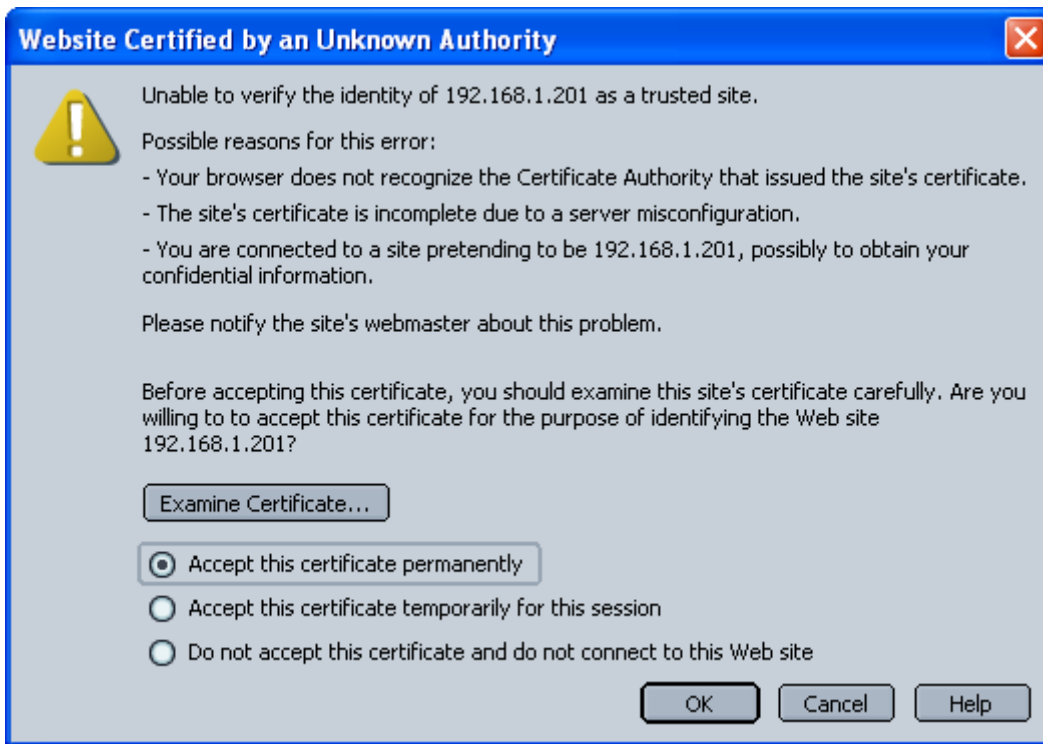 Website Certified by an Unknown Authority
Unable to verify the identity of 192.168.1.201 as a trusted site.
Possible reasons for this error:
- Your browser does not recognize the Certificate Authority that issued the site's certificate.
- The site's certificate is incomplete due to a server misconfiguration.
- You are connected to a site pretending to be 192.168.1.201, possibly to obtain your
confidential information.
Please notify the site's webmaster about this problem.
Before accepting this certificate, you should examine this site's certificate carefully. Are you
willing to to accept this certificate for the purpose of identifying the Web site
192.168.1.201?
Examine Certificate...
Accept this certificate permanently
Accept this certificate temporarily for this session
Do not accept this certificate and do not connect to this Web site
OK Cancel Help